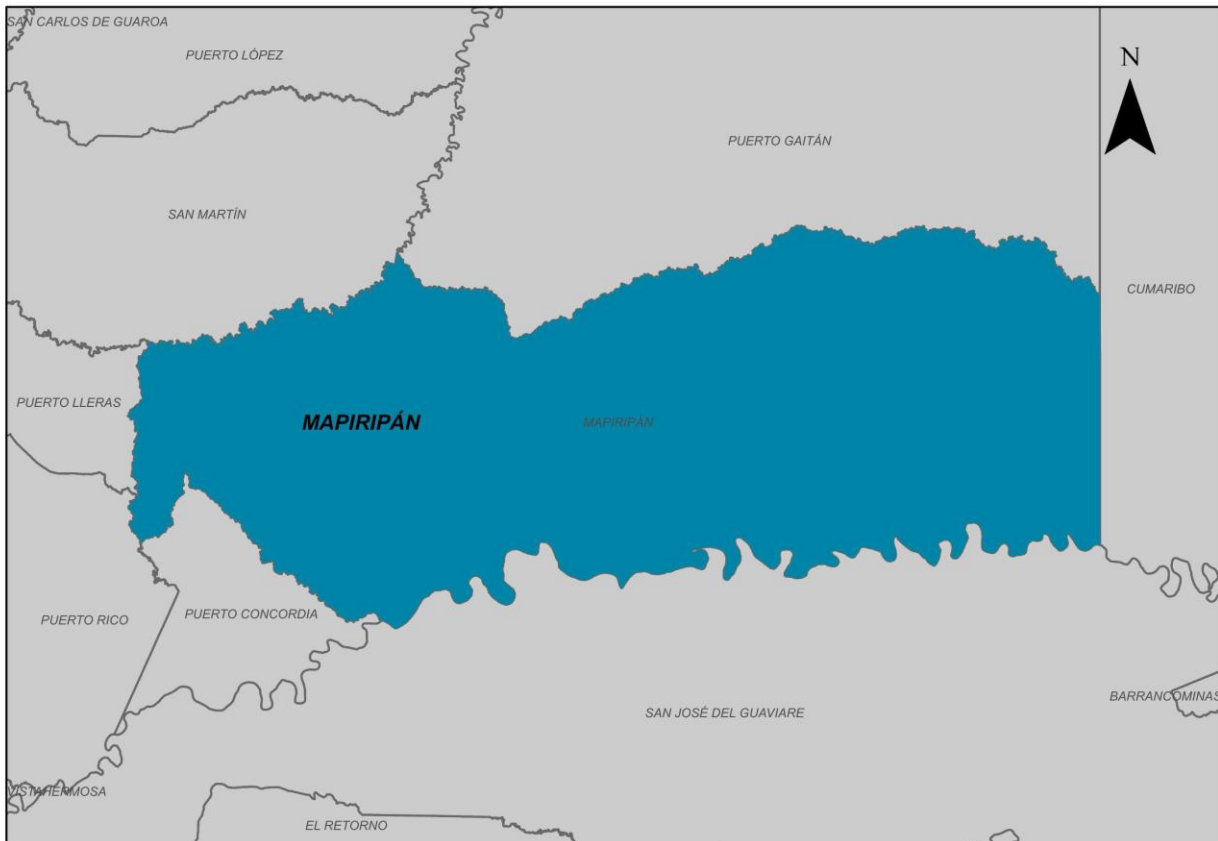 SAN CARLOS DE GUAROA
PUERTO LÓPEZ
N
PUERTO GAITÁN
SAN MARTÍN
CUMARIBO
PUERTO LLERAS
MAPIRIPÁN
MAPIRIPÁN
PUERTO CONCORDIA
PUERTO RICO
BARRANCOMINAS
SAN JOSÉ DEL GUAVIARE
VISTAHERMOSA
EL RETORNO